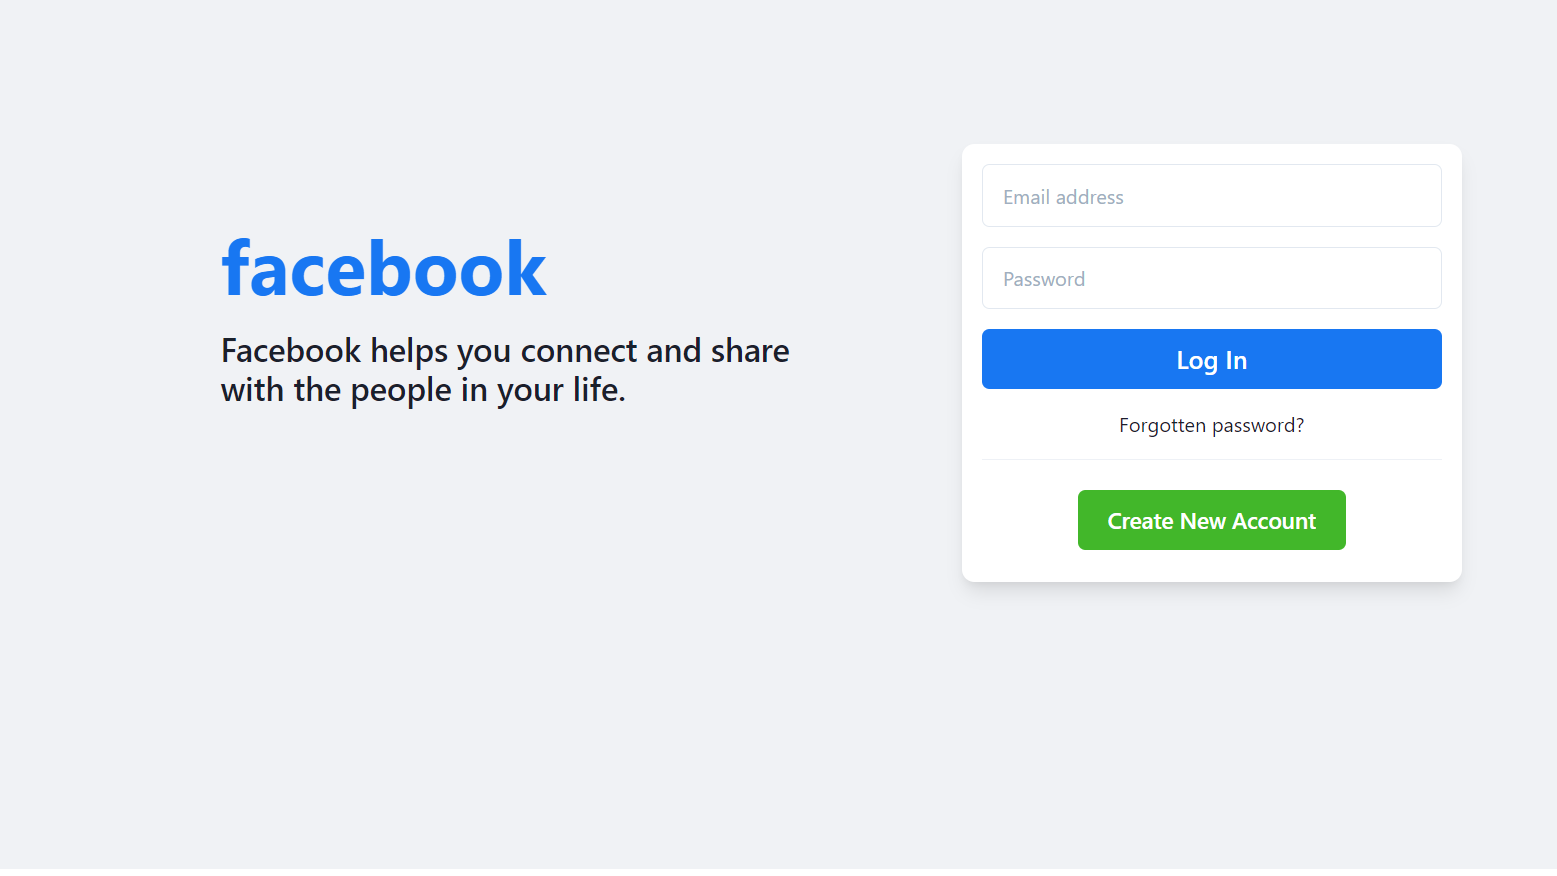 facebook
Facebook helps you connect and share
with the people in your life.
Email address
Password
Log In
Forgotten password?
Create New Account